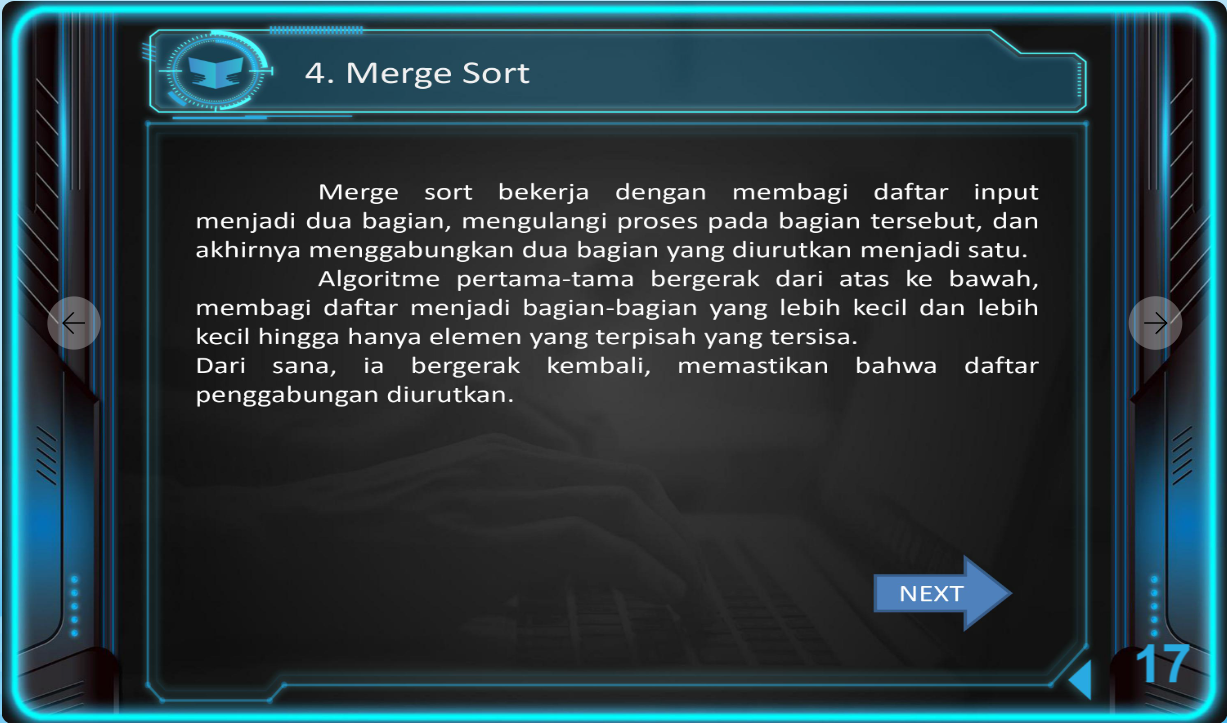 4. Merge Sort
Merge sort bekerja dengan membagi daftar input
menjadi dua bagian, mengulangi proses pada bagian tersebut, dan
akhirnya menggabungkan dua bagian yang diurutkan menjadi satu.
Algoritme pertama-tama bergerak dari atas ke bawah,
membagi daftar menjadi bagian-bagian yang lebih kecil dan lebih
kecil hingga hanya elemen yang terpisah yang tersisa.
Dari sana, ia bergerak kembali, memastikan bahwa daftar
penggabungan diurutkan.
NEXT
17